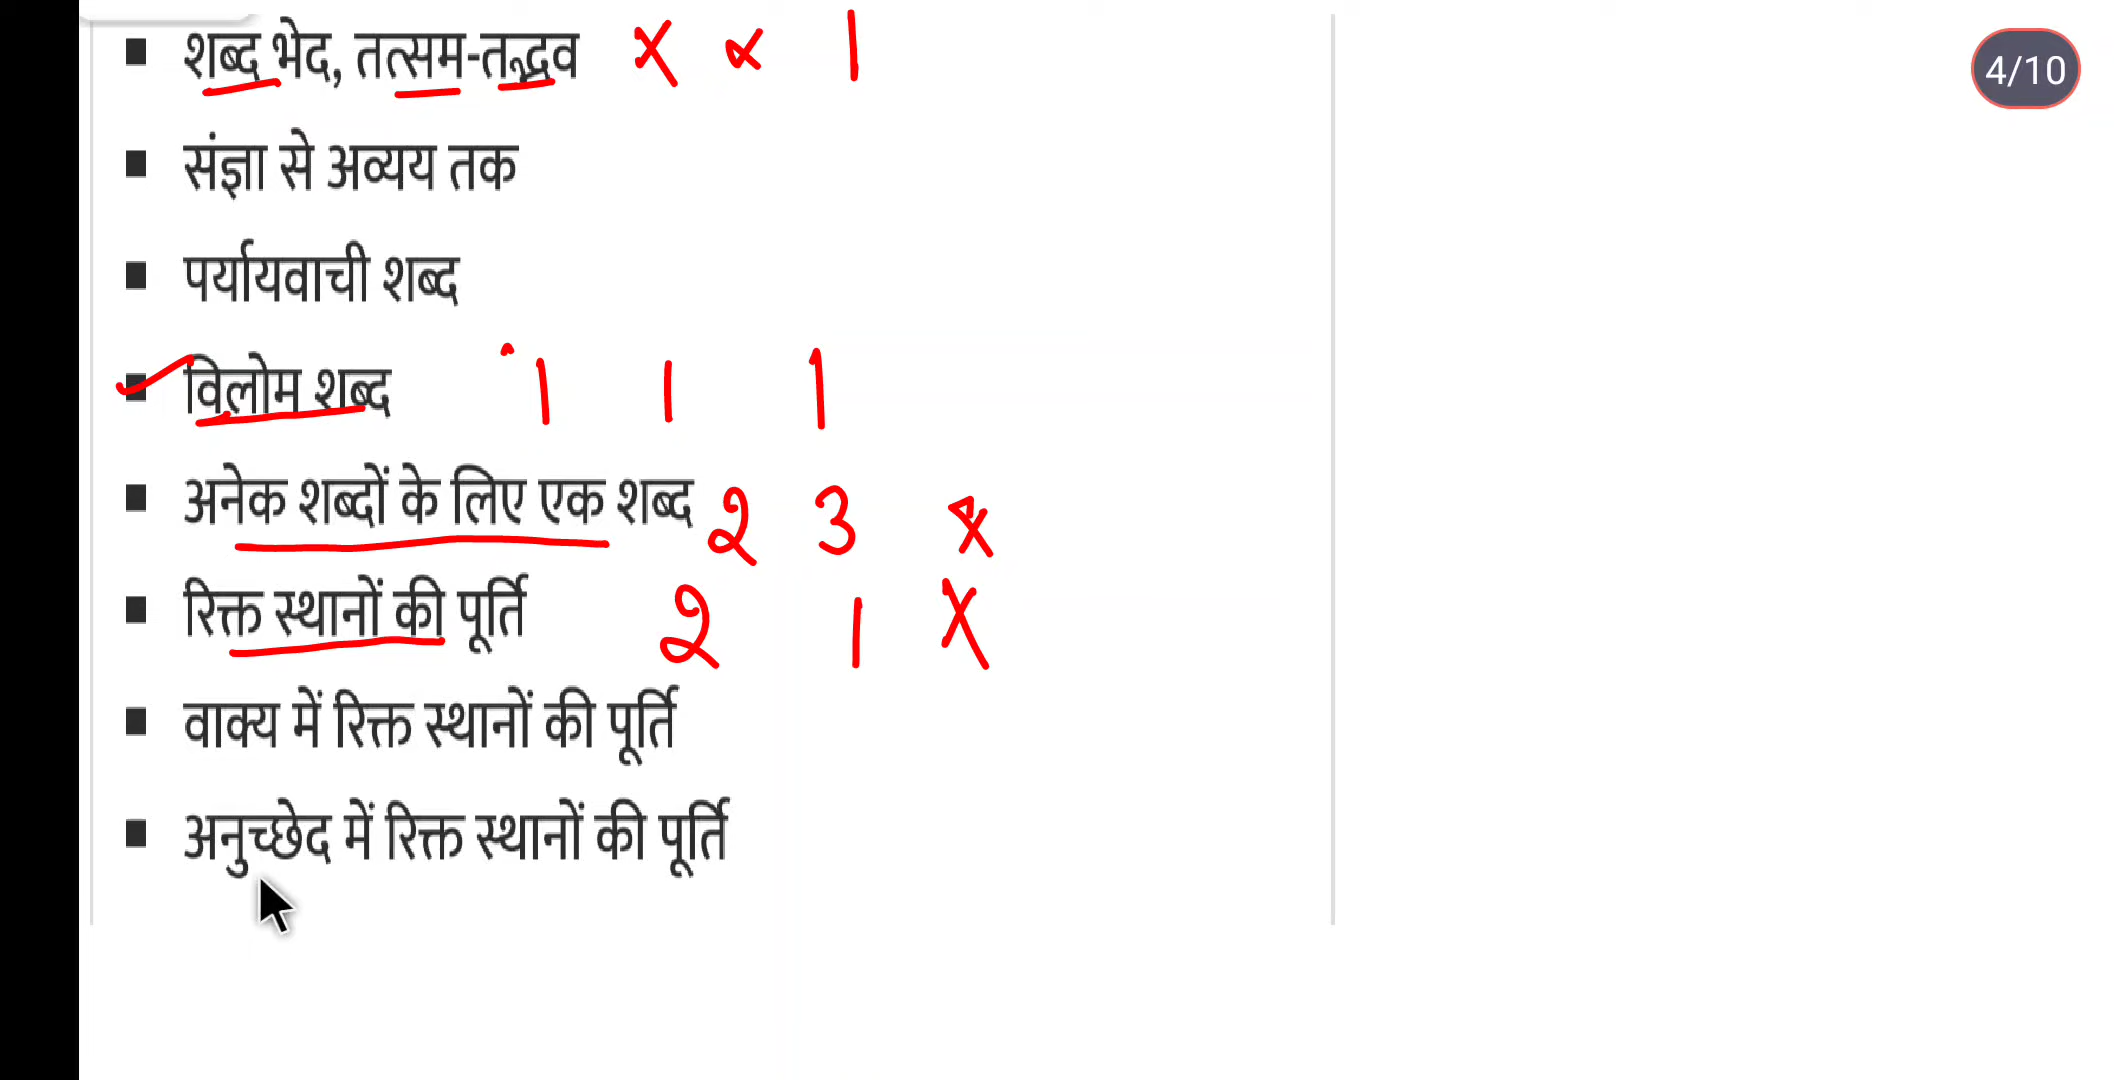 ■ शब्द भेद, तत्सम-तद्भव x x 1
4/10
■ संज्ञा से अव्यय तक
■ पर्यायवाची शब्द
■ विलोम शब्द 1 1 1
■ अनेक शब्दों के लिए एक शब्द 2 3 x
■ रिक्त स्थानों की पूर्ति 2 1 x
■ वाक्य में रिक्त स्थानों की पूर्ति
■ अनुच्छेद में रिक्त स्थानों की पूर्ति